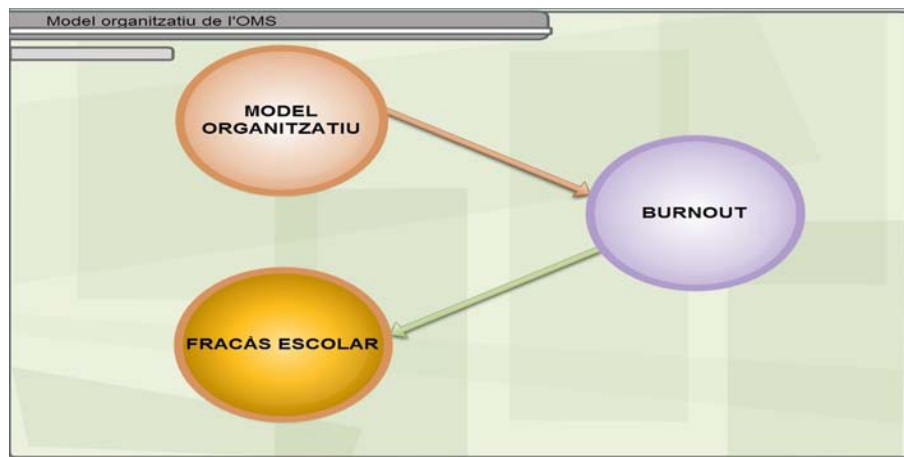 Model organitzatiu de l'OMS
MODEL
ORGANITZATIU
BURNOUT
FRACÀS ESCOLAR